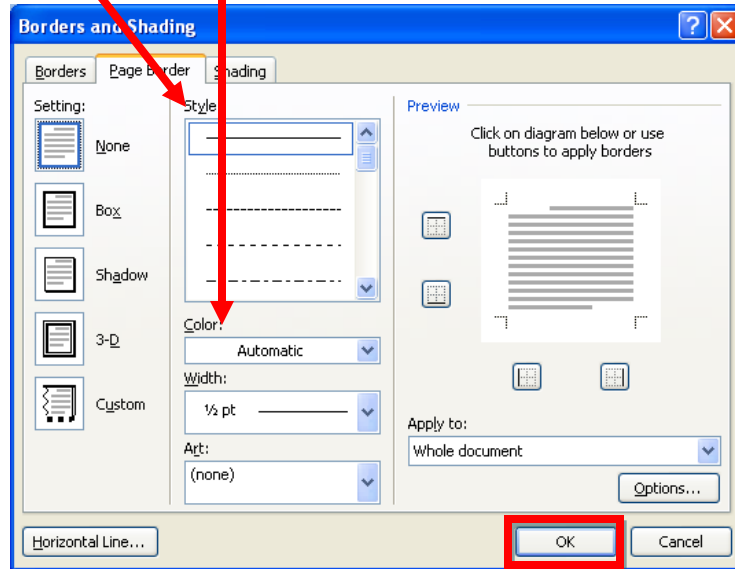 Borders and Shading
Borders Page Border Shading
Setting:
None
Box
Shadow
3-D
Custom
Style
Color:
Automatic
Width:
½ pt
Art:
(none)
Preview
Click on diagram below or use
buttons to apply borders
Apply to:
Whole document
Options...
Horizontal Line...
OK
Cancel